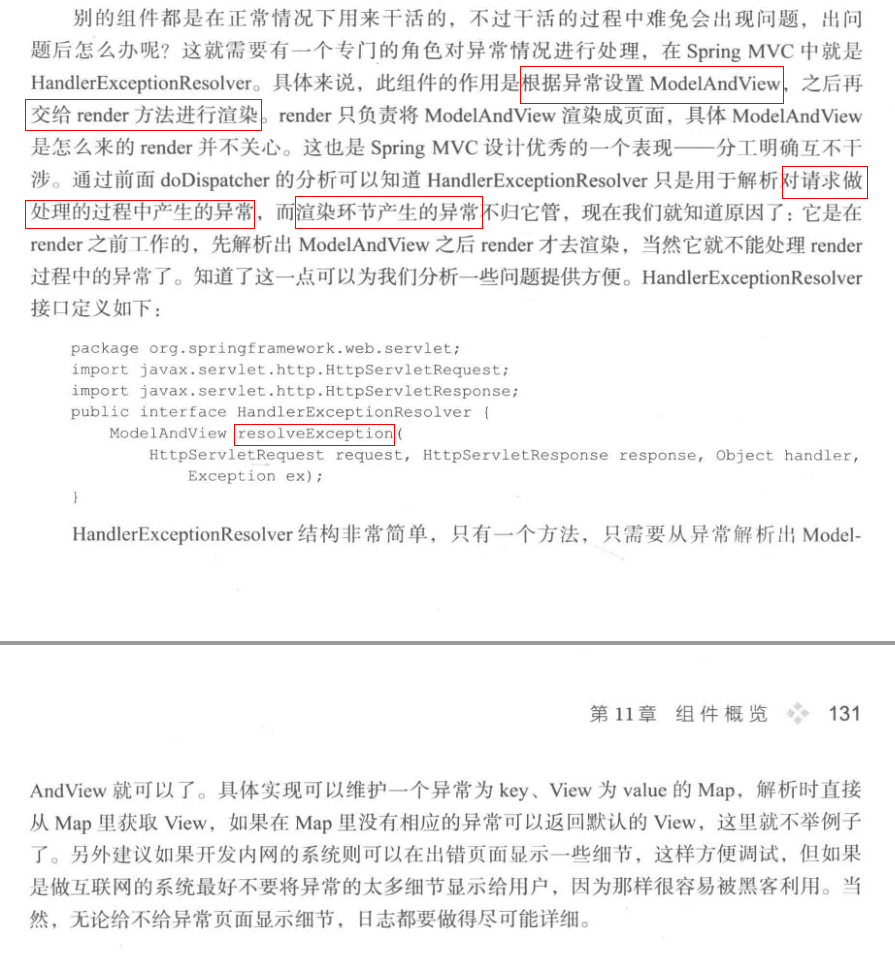 别的组件都是在正常情况下用来干活的，不过干活的过程中难免会出现问题，出问
题后怎么办呢？这就需要有一个专门的角色对异常情况进行处理，在 Spring MVC 中就是
HandlerExceptionResolver。具体来说，此组件的作用是根据异常设置 ModelAndView，之后再
交给 render 方法进行渲染。render 只负责将 ModelAndView 渲染成页面，具体 ModelAndView
是怎么来的 render 并不关心。这也是 Spring MVC 设计优秀的一个表现——分工明确互不干
涉。通过前面 doDispatcher 的分析可以知道 HandlerExceptionResolver 只是用于解析对请求做
处理的过程中产生的异常，而渲染环节产生的异常不归它管，现在我们就知道原因了：它是在
render 之前工作的，先解析出 ModelAndView 之后 render 才去渲染，当然它就不能处理 render
过程中的异常了。知道了这一点可以为我们分析一些问题提供方便。HandlerExceptionResolver
接口定义如下：
package org.springframework.web.servlet;
import javax.servlet.http.HttpServletRequest;
import javax.servlet.http.HttpServletResponse;
public interface HandlerExceptionResolver {
ModelAndView resolveException(
HttpServletRequest request, HttpServletResponse response, Object handler,
Exception ex);
}
HandlerExceptionResolver 结构非常简单，只有一个方法，只需要从异常解析出 Model-
第 11 章 组件概览 131
AndView 就可以了。具体实现可以维护一个异常为 key、View 为 value 的 Map，解析时直接
从 Map 里获取 View，如果在 Map 里没有相应的异常可以返回默认的 View，这里就不举例子
了。另外建议如果开发内网的系统则可以在出错页面显示一些细节，这样方便调试，但如果
是做互联网的系统最好不要将异常的太多细节显示给用户，因为那样很容易被黑客利用。当
然，无论给不给异常页面显示细节，日志都要做得尽可能详细。